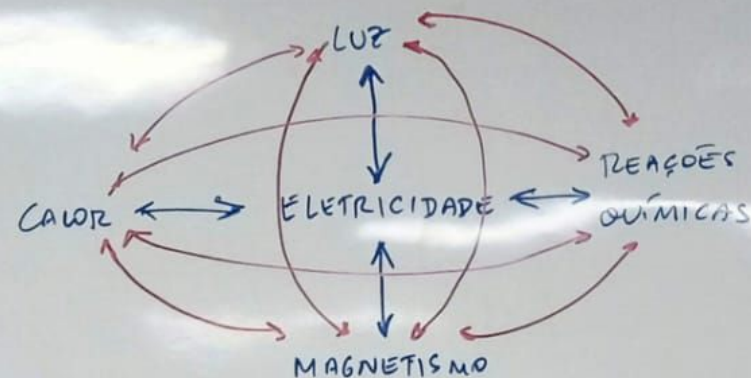 LUZ
REAÇÕES
CALOR
ELETRICIDADE
QUÍMICAS
MAGNETISMO